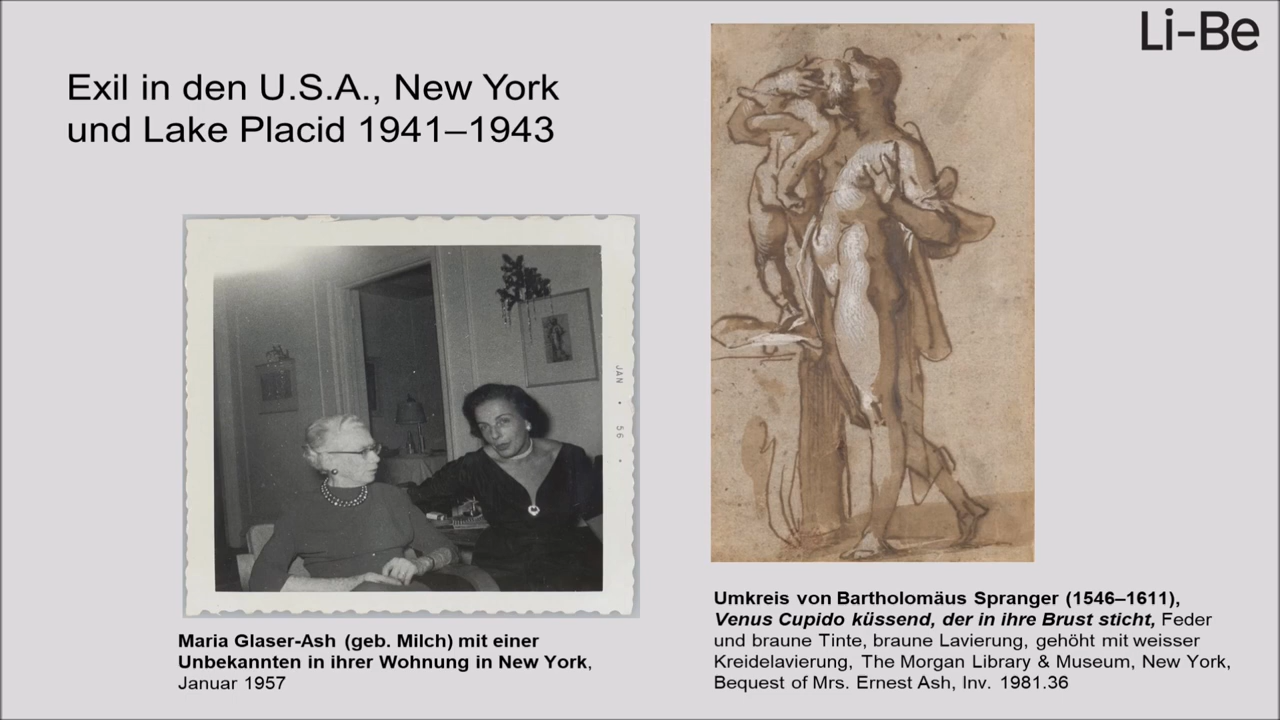 Li-Be
Exil in den U.S.A., New York
und Lake Placid 1941–1943
JAN • 56 •
Maria Glaser-Ash (geb. Milch) mit einer
Unbekannten in ihrer Wohnung in New York,
Januar 1957
Umkreis von Bartholomäus Spranger (1546–1611),
Venus Cupido küssend, der in ihre Brust sticht, Feder
und braune Tinte, braune Lavierung, gehöht mit weisser
Kreidelavierung, The Morgan Library & Museum, New York,
Bequest of Mrs. Ernest Ash, Inv. 1981.36